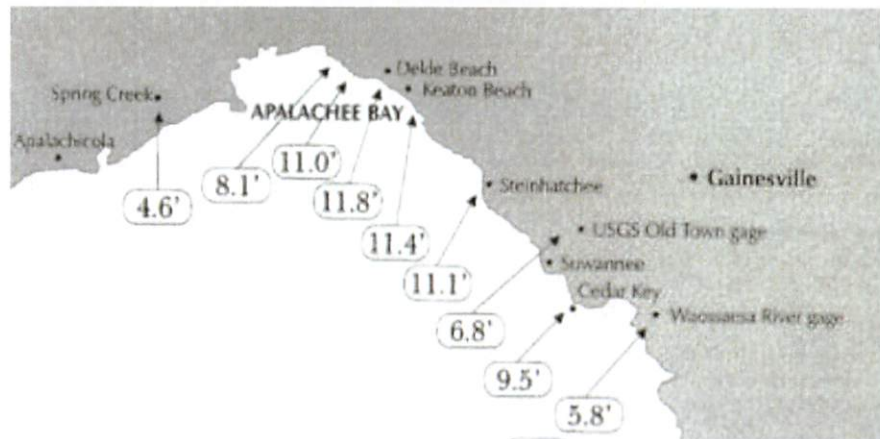 Dekle Beach
Spring Creek
Keaton Beach
APALACHEE BAY
Apalachicola
11.0'
8.1'
Steinhatchee
Gainesville
4.6'
11.8'
USGS Old Town gage
11.4'
Suwannee
11.1'
Cedar Key
River gage
6.8'
9.5'
5.8'